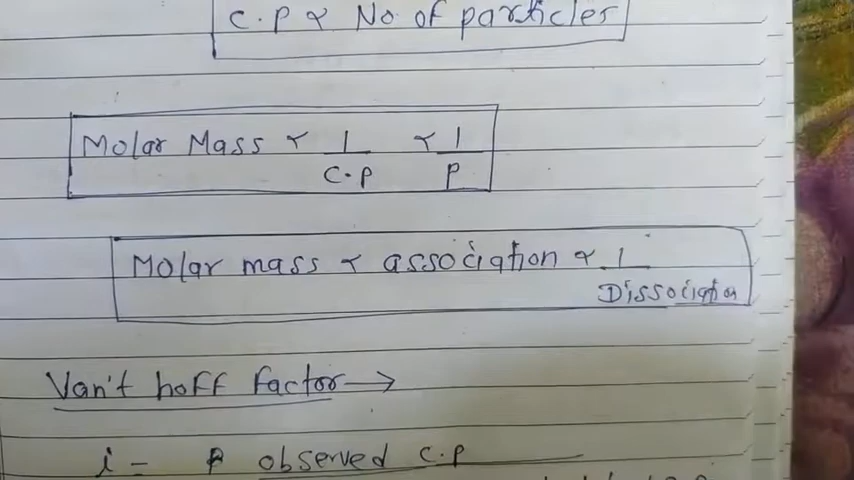 C.P ∝ No of particles
Molar Mass ∝ 1/C.P ∝ 1/P
Molar mass ∝ association ∝ 1/Dissociation
Van't hoff factor →
i = observed C.P